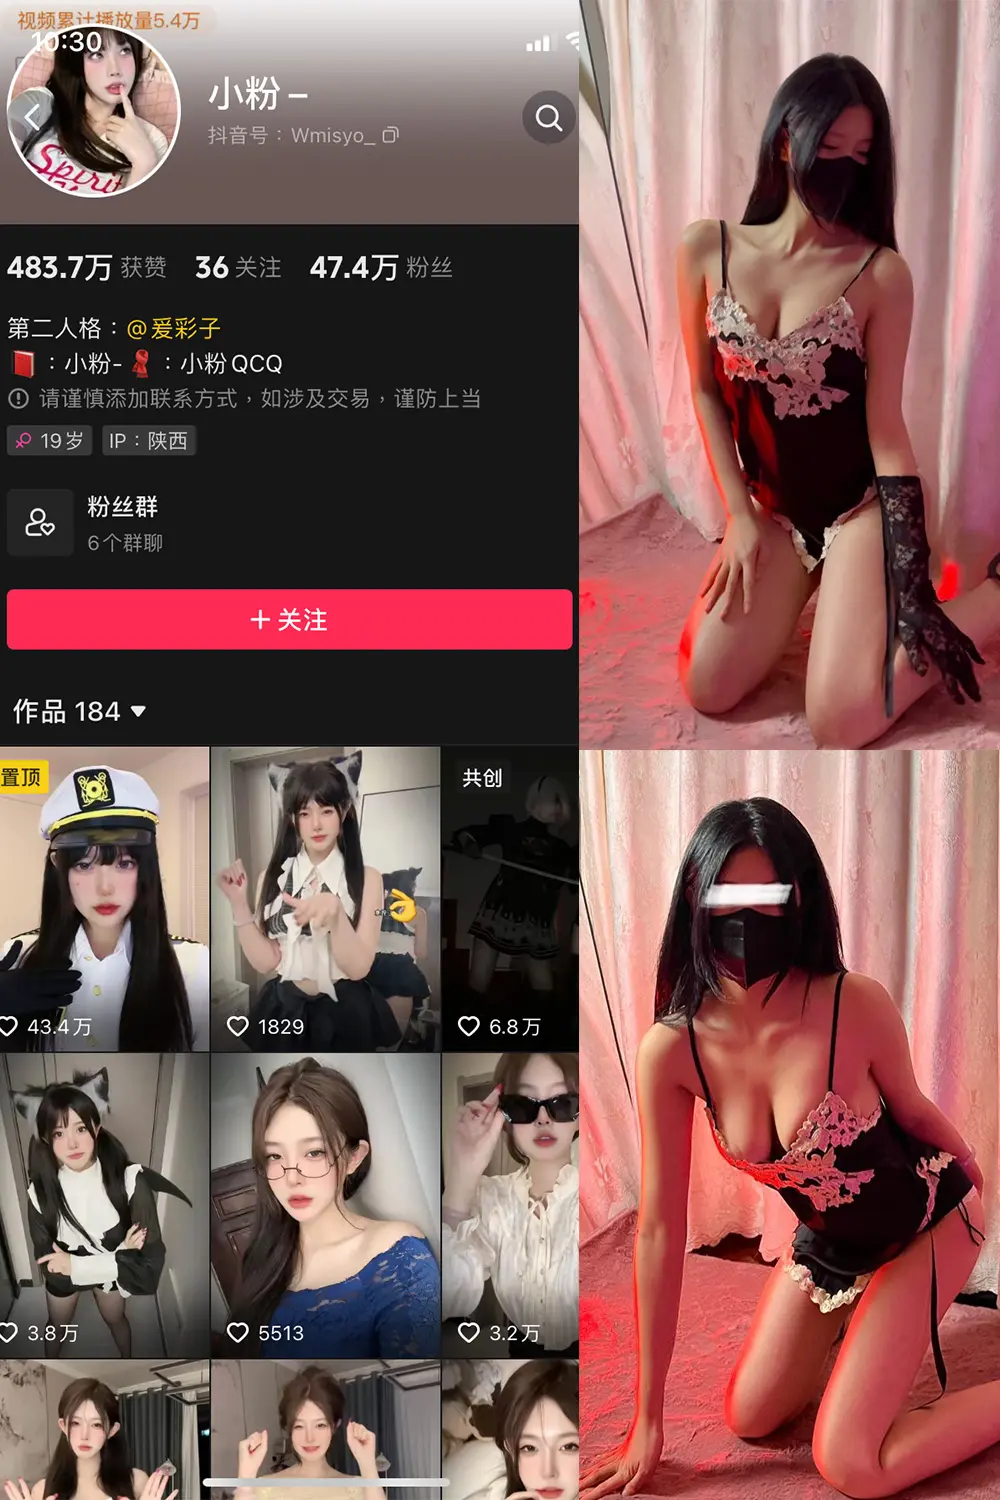 视频累计播放量5.4万
10:30
小粉 –
抖音号：Wmisyo_
Spirit
483.7万 获赞 36 关注 47.4万 粉丝
第二人格：@爰彩子
：小粉- ：小粉QCQ
请谨慎添加联系方式，如涉及交易，谨防上当
19岁 IP：陕西
粉丝群
6个群聊
＋关注
作品 184
置顶
共创
43.4万
1829
6.8万
3.8万
5513
3.2万